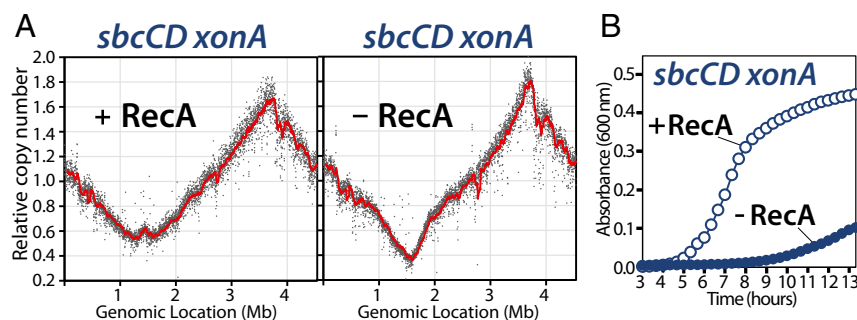 A
sbcCD xonA
sbcCD xonA
B
Relative copy number
2.0
1.8
1.6
1.4
1.2
1.0
0.8
0.6
0.4
0.2
+ RecA
− RecA
1 2 3 4
1 2 3 4
Genomic Location (Mb)
Genomic Location (Mb)
sbcCD xonA
Absorbance (600 nm)
0.5
0.4
0.3
0.2
0.1
0.0
+RecA
-RecA
3 4 5 6 7 8 9 10 11 12 13
Time (hours)